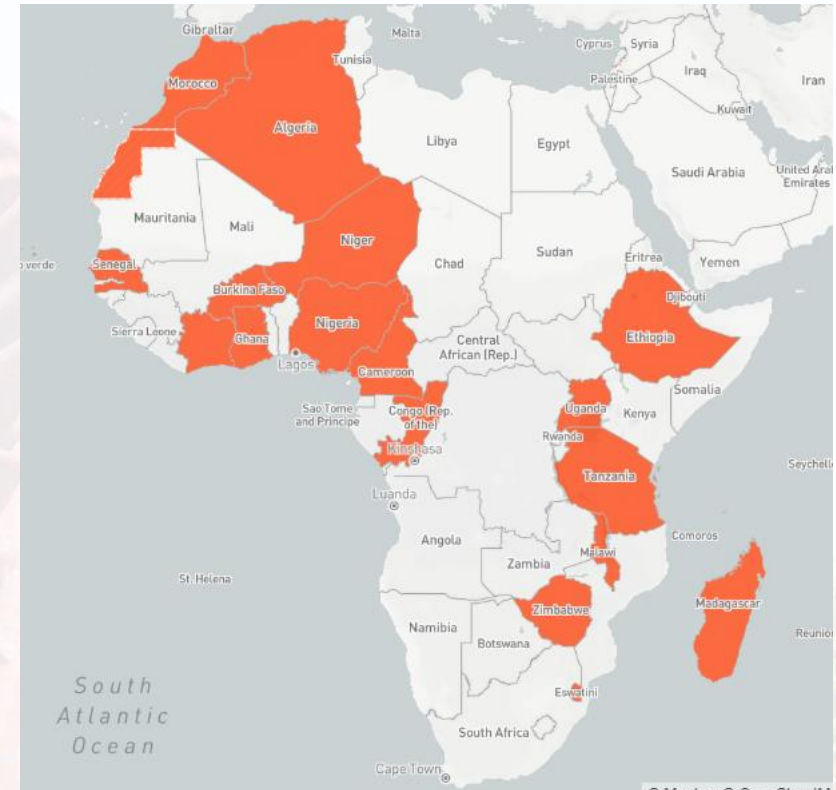 Gibraltar
Malta
Cyprus
Syria
Tunisia
Palestine
Iraq
Iran
Morocco
Kuwait
Algeria
Libya
Egypt
Saudi Arabia
United Ara
Emirates
Mauritania
Mali
Niger
Chad
Sudan
Eritrea
Yemen
o verde
Senegal
Burkina Faso
Djibouti
Nigeria
Sierra Leone
Ghana
Ethiopia
Central
African (Rep.)
Lagos
Cameroon
Somalia
Sao Tome
and Principe
Congo (Rep.
of the)
Uganda
Kenya
Rwanda
Kinshasa
Seychell
Tanzania
Luanda
Comoros
Angola
Malawi
Zambia
St. Helena
Zimbabwe
Madagascar
Namibia
Botswana
Reunion
South
Atlantic
Ocean
Eswatini
South Africa
Cape Town